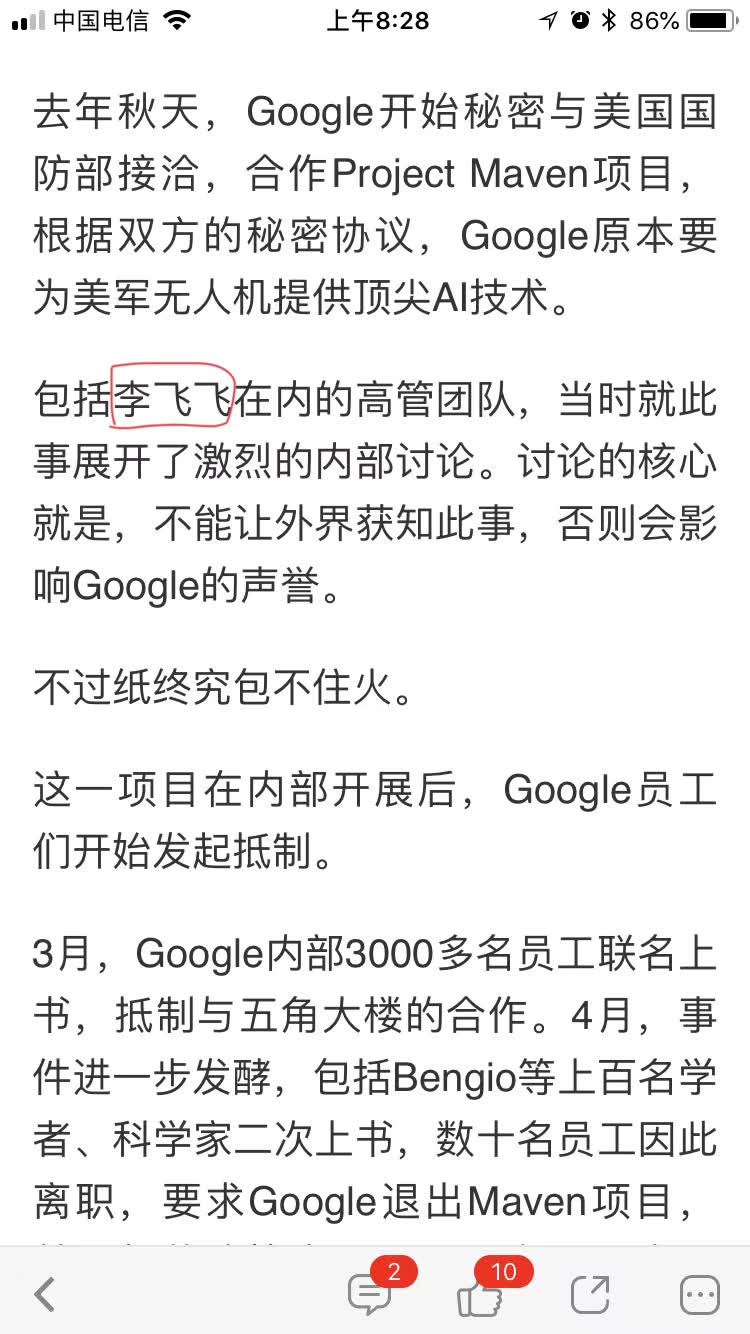 中国电信
上午8:28
86%
去年秋天，Google开始秘密与美国国
防部接洽，合作Project Maven项目，
根据双方的秘密协议，Google原本要
为美军无人机提供顶尖AI技术。
包括李飞飞在内的高管团队，当时就此
事展开了激烈的内部讨论。讨论的核心
就是，不能让外界获知此事，否则会影
响Google的声誉。
不过纸终究包不住火。
这一项目在内部开展后，Google员工
们开始发起抵制。
3月，Google内部3000多名员工联名上
书，抵制与五角大楼的合作。4月，事
件进一步发酵，包括Bengio等上百名学
者、科学家二次上书，数十名员工因此
离职，要求Google退出Maven项目，
2
10